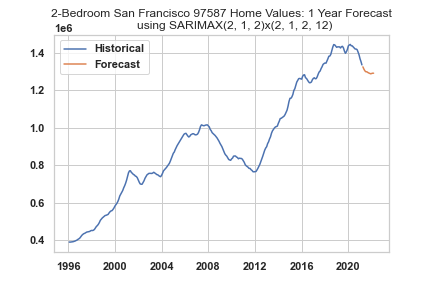 2-Bedroom San Francisco 97587 Home Values: 1 Year Forecast
using SARIMAX(2, 1, 2)x(2, 1, 2, 12)
1e6
Historical
Forecast
1.4
1.2
1.0
0.8
0.6
0.4
1996 2000 2004 2008 2012 2016 2020